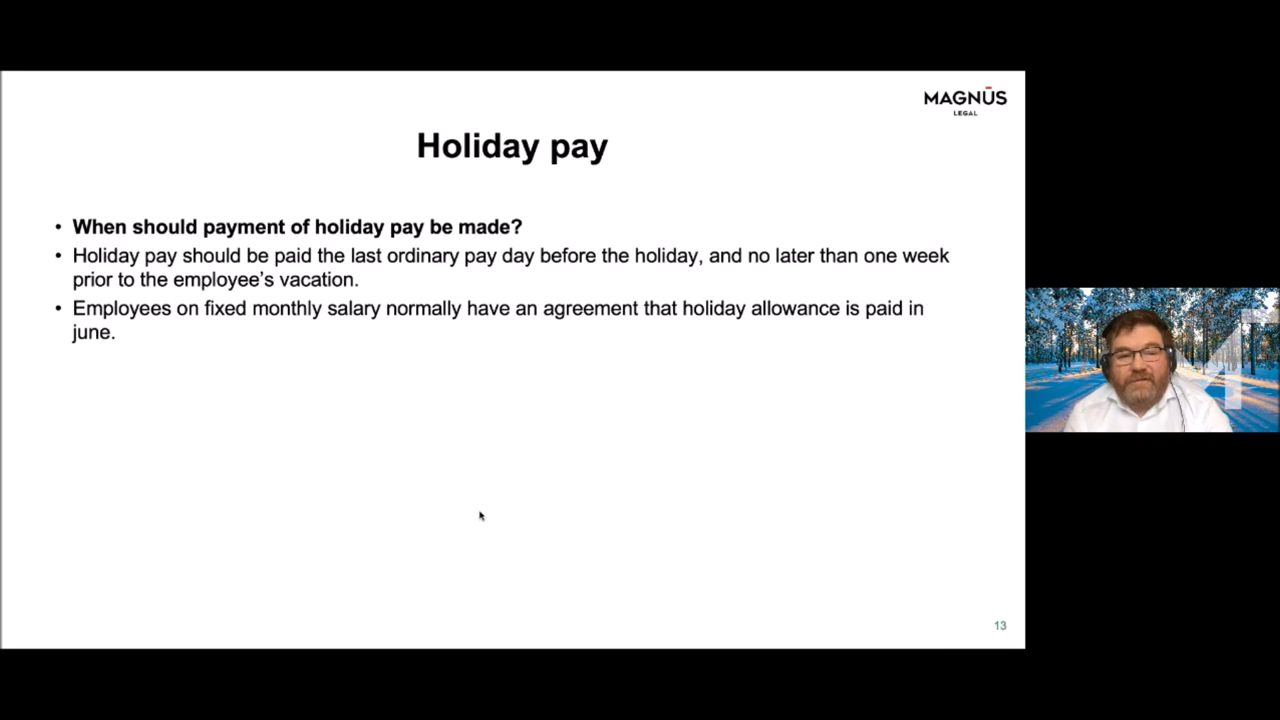 MAGNŪS
LEGAL
Holiday pay
• When should payment of holiday pay be made?
• Holiday pay should be paid the last ordinary pay day before the holiday, and no later than one week
prior to the employee’s vacation.
• Employees on fixed monthly salary normally have an agreement that holiday allowance is paid in
june.
13